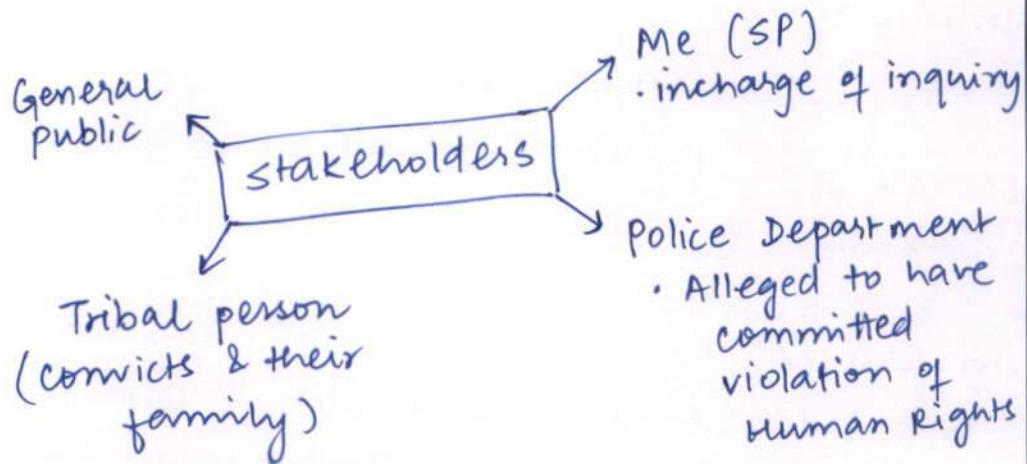 General
public
Me (SP)
. incharge of inquiry
stakeholders
Tribal person
(convicts & their
family)
Police Department
. Alleged to have
committed
violation of
Human Rights